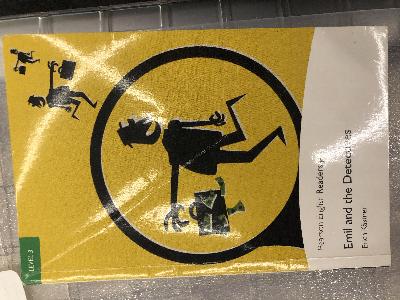 Pearson English Readers
Emil and the Detectives
Erich Kästner
LEVEL 3